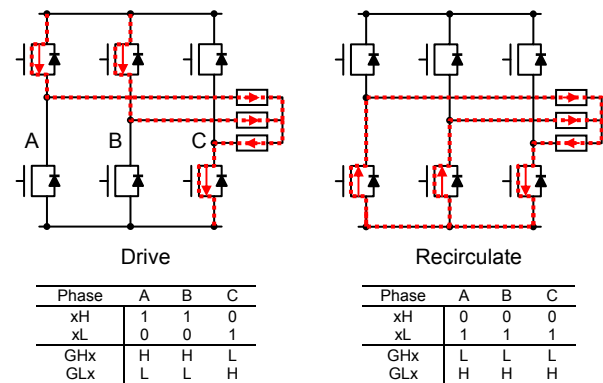 A B C
Drive Recirculate
Phase A B C Phase A B C
xH 1 1 0 xH 0 0 0
xL 0 0 1 xL 1 1 1
GHx H H L GHx L L L
GLx L L H GLx H H H